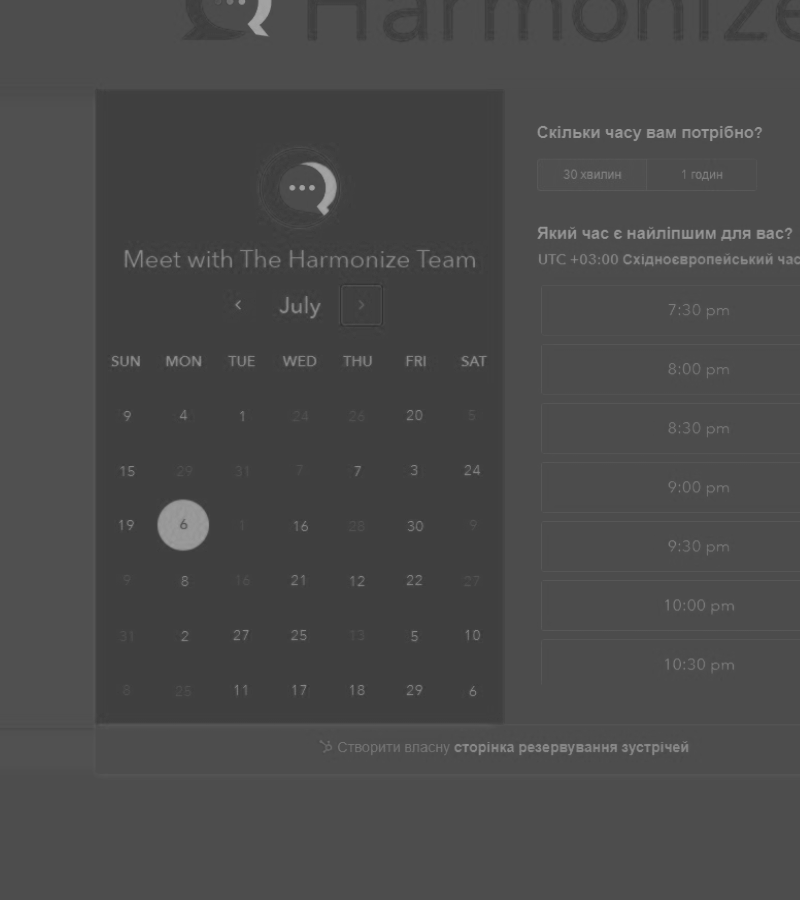 Harmonize
Скільки часу вам потрібно?
30 хвилин 1 годин
Meet with The Harmonize Team
Який час є найліпшим для вас?
UTC +03:00 Східноєвропейський час
July
7:30 pm
SUN MON TUE WED THU FRI SAT
8:00 pm
9 4 1 24 26 20 5
8:30 pm
15 29 31 7 7 3 24
9:00 pm
19 6 1 16 28 30 9
9:30 pm
9 8 16 21 12 22 27
10:00 pm
31 2 27 25 13 5 10
10:30 pm
8 25 11 17 18 29 6
Створити власну сторінка резервування зустрічей